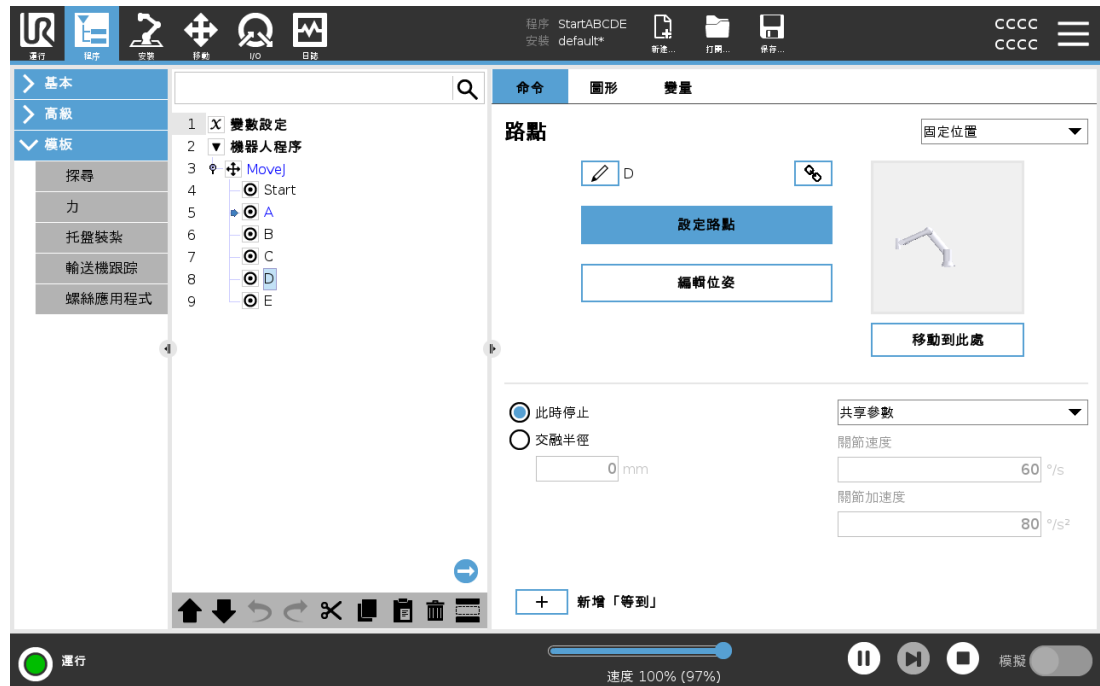 UR
運行
程序
安裝
移動
I/O
日誌
程序 StartABCDE
安裝 default*
新建...
打開...
保存...
CCCC
CCCC
基本
高級
模板
探尋
力
托盤裝紮
輸送機跟踪
螺絲應用程式
1 X 變數設定
2 ▼ 機器人程序
3 MoveJ
4 Start
5 A
6 B
7 C
8 D
9 E
命令
圖形
變量
路點
固定位置
D
設定路點
編輯位姿
移動到此處
此時停止
交融半徑
0 mm
共享參數
關節速度
60 °/s
關節加速度
80 °/s²
+ 新增「等到」
運行
速度 100% (97%)
模擬